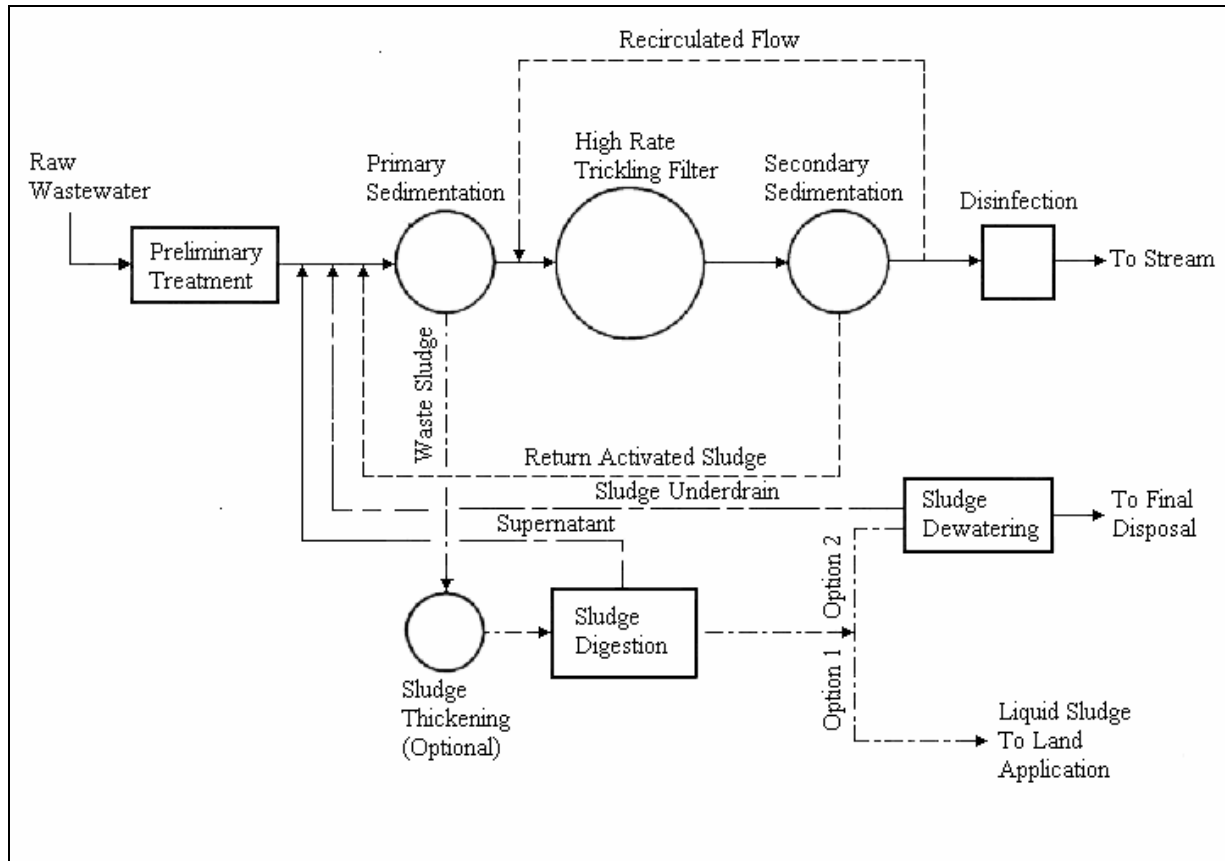 Recirculated Flow
Raw
Wastewater
Preliminary
Treatment
Primary
Sedimentation
High Rate
Trickling Filter
Secondary
Sedimentation
Disinfection
To Stream
Waste Sludge
Return Activated Sludge
Sludge Underdrain
Supernatant
Sludge
Dewatering
To Final
Disposal
Option 2
Sludge
Digestion
Option 1
Sludge
Thickening
(Optional)
Liquid Sludge
To Land
Application